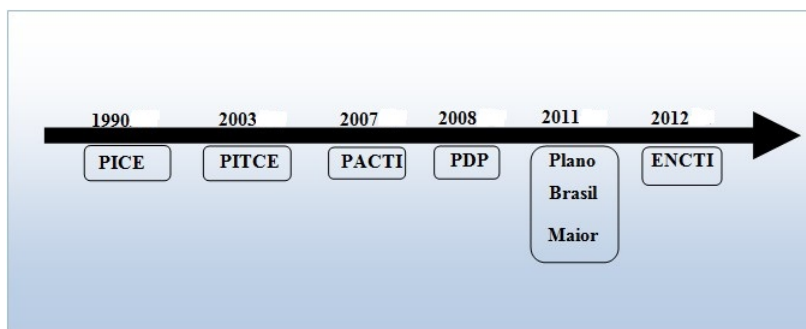 1990 2003 2007 2008 2011 2012
PICE PITCE PACTI PDP Plano ENCTI
Brasil
Maior